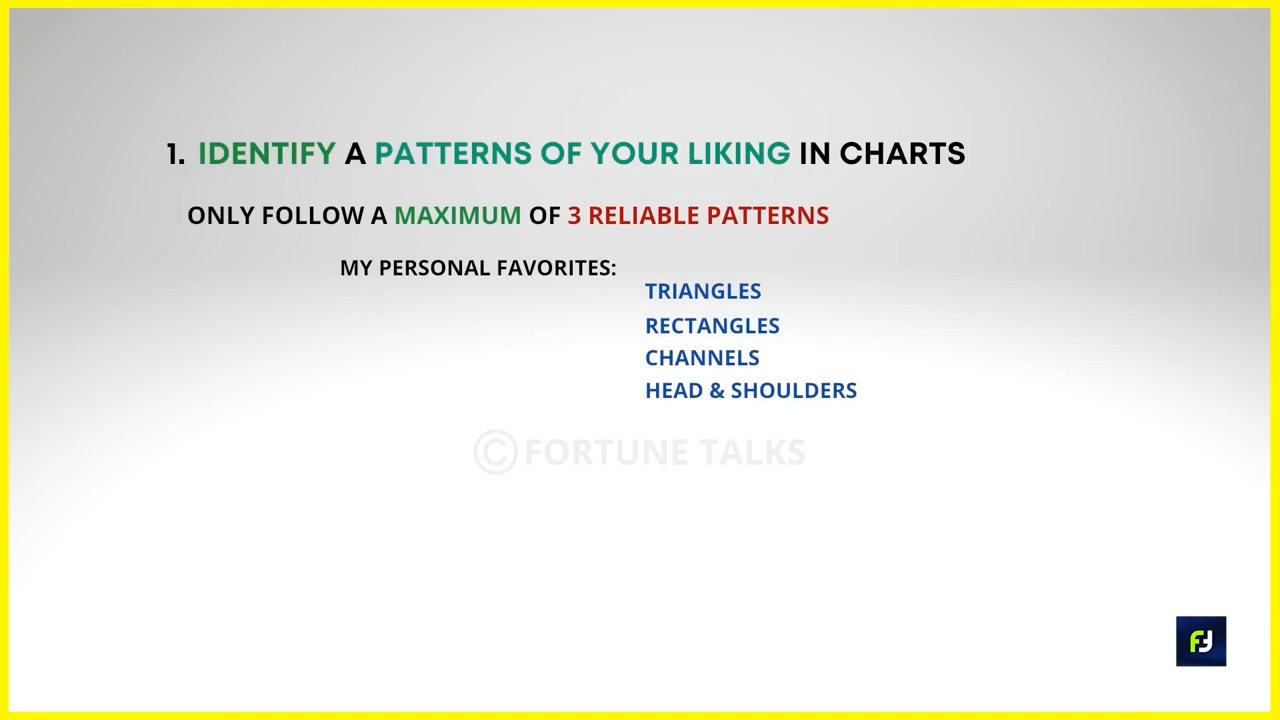 1. IDENTIFY A PATTERNS OF YOUR LIKING IN CHARTS
ONLY FOLLOW A MAXIMUM OF 3 RELIABLE PATTERNS
MY PERSONAL FAVORITES:
TRIANGLES
RECTANGLES
CHANNELS
HEAD & SHOULDERS
© FORTUNE TALKS